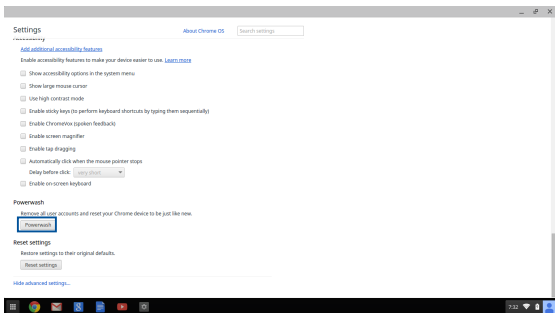 Settings
About Chrome OS
Search settings
Accessibility
Add additional accessibility features
Enable accessibility features to make your device easier to use. Learn more
Show accessibility options in the system menu
Show large mouse cursor
Use high contrast mode
Enable sticky keys (to perform keyboard shortcuts by typing them sequentially)
Enable ChromeVox (spoken feedback)
Enable screen magnifier
Enable tap dragging
Automatically click when the mouse pointer stops
Delay before click: very short
Enable on-screen keyboard
Powerwash
Remove all user accounts and reset your Chrome device to be just like new.
Powerwash
Reset settings
Restore settings to their original defaults.
Reset settings
Hide advanced settings...
7:32